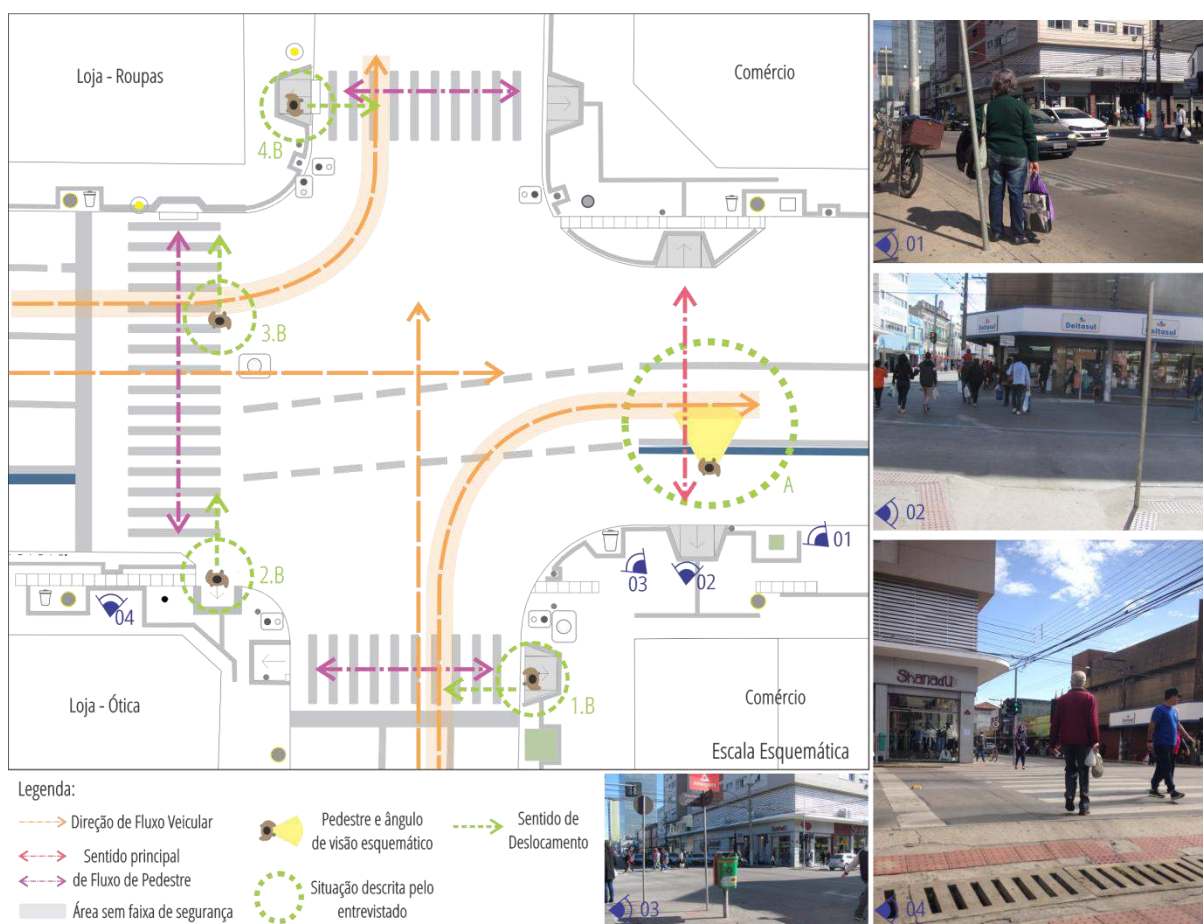 Loja - Roupas
Comércio
4.B
3.B
A
2.B
1.B
01
02
03
04
Loja - Ótica
Comércio
Escala Esquemática
Legenda:
Direção de Fluxo Veicular
Sentido principal
de Fluxo de Pedestre
Área sem faixa de segurança
Pedestre e ângulo
de visão esquemático
Situação descrita pelo
entrevistado
Sentido de
Deslocamento
01
Deltasul
Deltasul
Deltasul
02
03
Shanadú
04